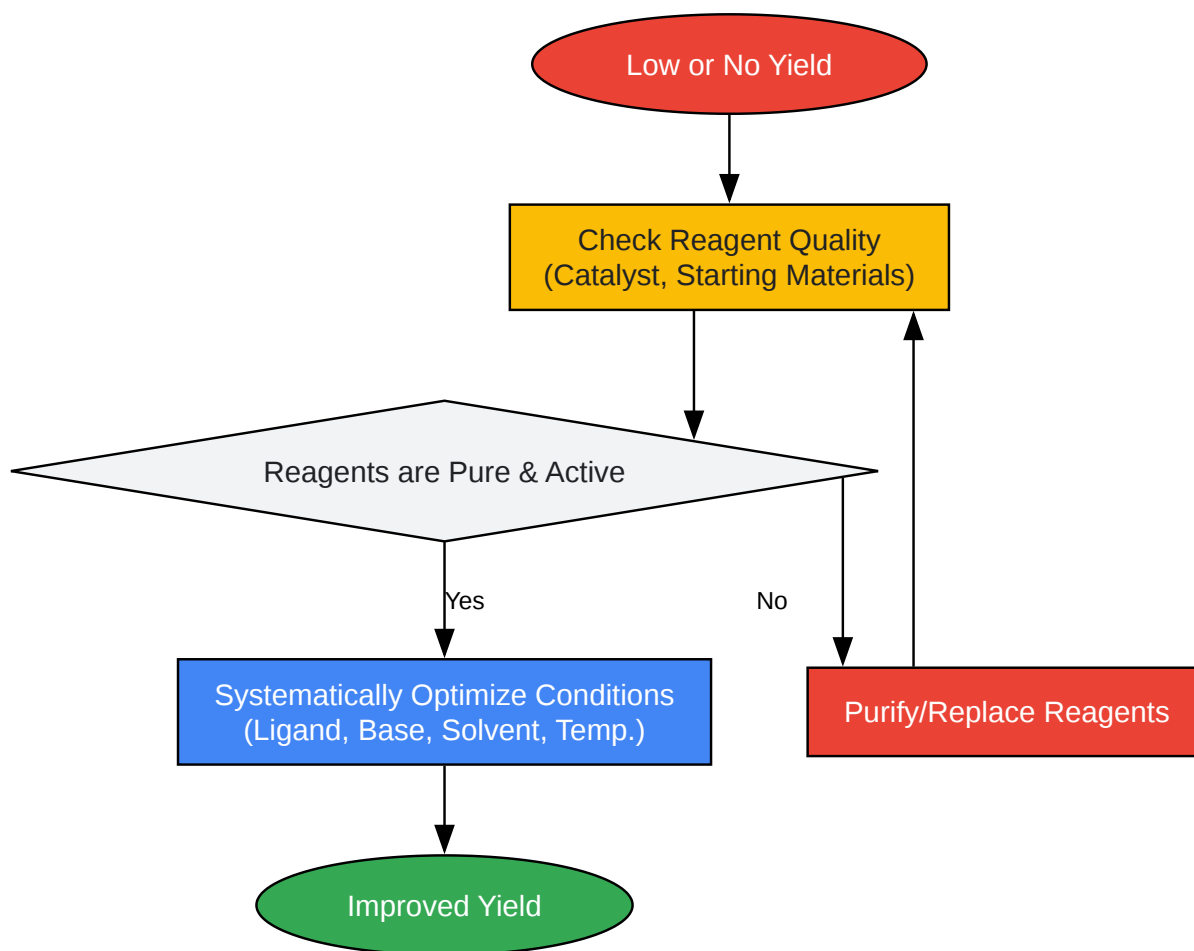 Low or No Yield
Check Reagent Quality
(Catalyst, Starting Materials)
Reagents are Pure & Active
Yes
No
Systematically Optimize Conditions
(Ligand, Base, Solvent, Temp.)
Purify/Replace Reagents
Improved Yield